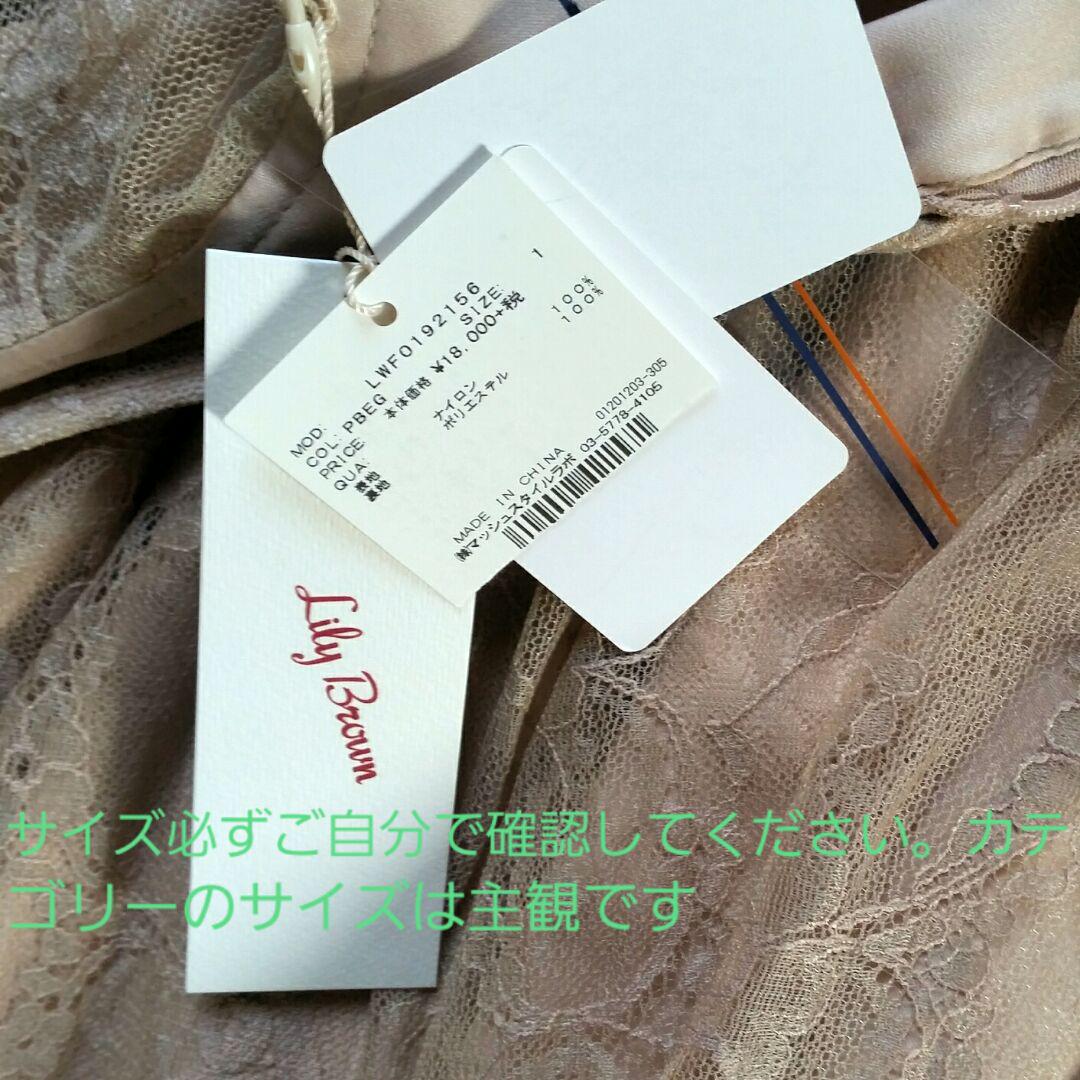 MOD: LWFO192156
COL: PBEG SIZE: 1
PRICE: 本体価格 ¥18,000+税
QUA:
表地 ナイロン 100%
裏地 ポリエステル 100%
01201203-305
MADE IN CHINA
㈱マッシュスタイルラボ 03-5778-4105
Lily Brown
サイズ必ずご自分で確認してください。カテ
ゴリーのサイズは主観です